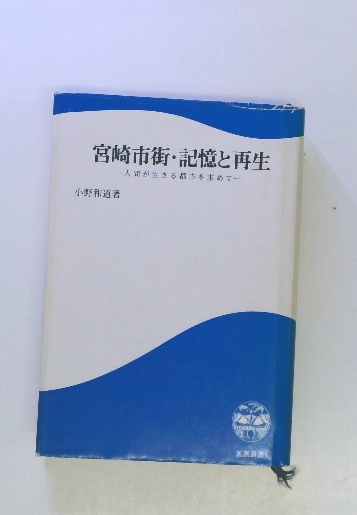 宮崎市街・記憶と再生
―人間が生きる都市を求めて―
小野和道著